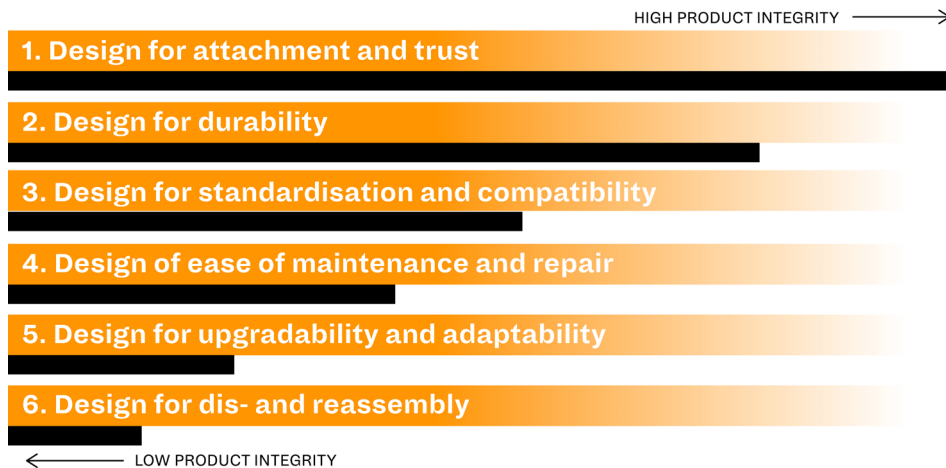 HIGH PRODUCT INTEGRITY
1. Design for attachment and trust
2. Design for durability
3. Design for standardisation and compatibility
4. Design of ease of maintenance and repair
5. Design for upgradability and adaptability
6. Design for dis- and reassembly
LOW PRODUCT INTEGRITY